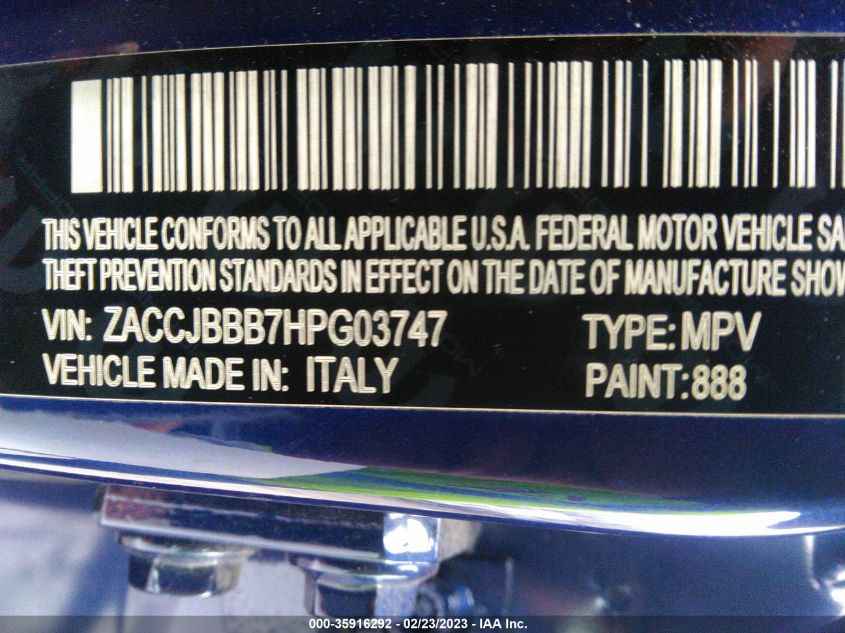 THIS VEHICLE CONFORMS TO ALL APPLICABLE U.S.A. FEDERAL MOTOR VEHICLE SA
THEFT PREVENTION STANDARDS IN EFFECT ON THE DATE OF MANUFACTURE SHOW
VIN: ZACCJBBB7HPG03747 TYPE: MPV
VEHICLE MADE IN: ITALY PAINT: 888
000-35916292 - 02/23/2023 - IAA Inc.